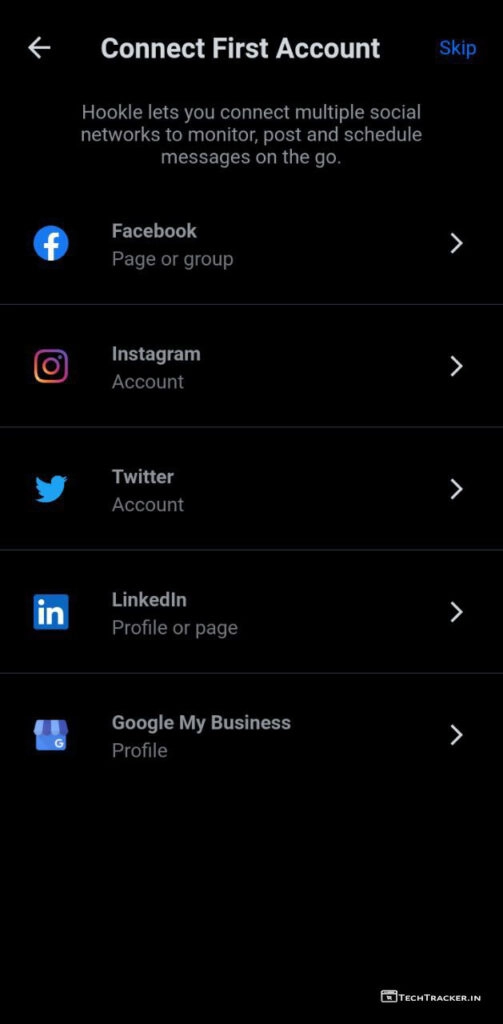 Connect First Account
Skip
Hookle lets you connect multiple social
networks to monitor, post and schedule
messages on the go.
Facebook
Page or group
Instagram
Account
Twitter
Account
in
LinkedIn
Profile or page
G
Google My Business
Profile
TECHTRACKER.IN